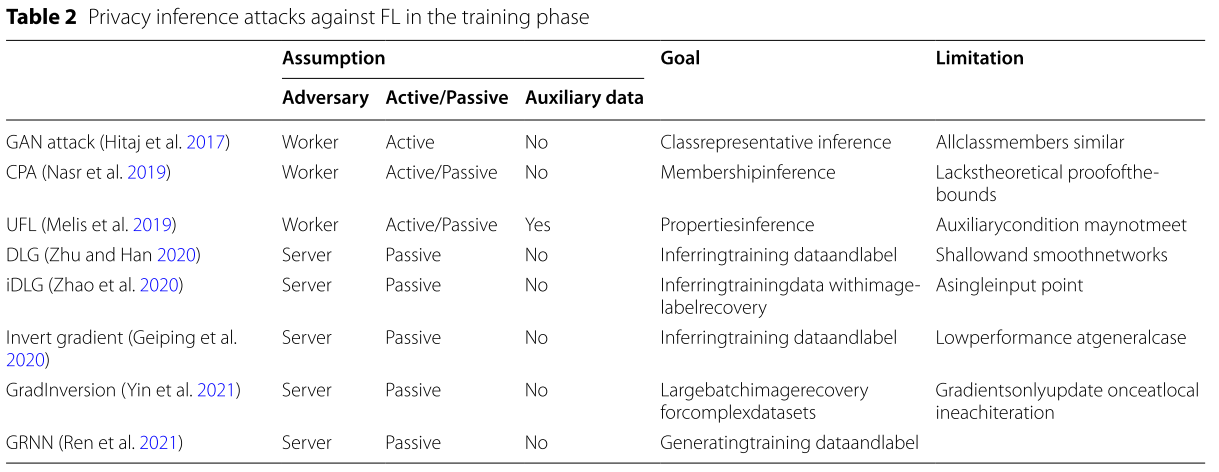 Table 2 Privacy inference attacks against FL in the training phase
Assumption Goal Limitation
Adversary Active/Passive Auxiliary data
GAN attack (Hitaj et al. 2017) Worker Active No Classrepresentative inference Allclassmembers similar
CPA (Nasr et al. 2019) Worker Active/Passive No Membershipinference Lackstheoretical proofofthe-
bounds
UFL (Melis et al. 2019) Worker Active/Passive Yes Propertiesinference Auxiliarycondition maynotmeet
DLG (Zhu and Han 2020) Server Passive No Inferringtraining dataandlabel Shallowand smoothnetworks
iDLG (Zhao et al. 2020) Server Passive No Inferringtrainingdata withimage- Asingleinput point
labelrecovery
Invert gradient (Geiping et al. Server Passive No Inferringtraining dataandlabel Lowperformance atgeneralcase
2020)
GradInversion (Yin et al. 2021) Server Passive No Largebatchimagerecovery Gradientsonlyupdate onceatlocal
forcomplexdatasets ineachiteration
GRNN (Ren et al. 2021) Server Passive No Generatingtraining dataandlabel